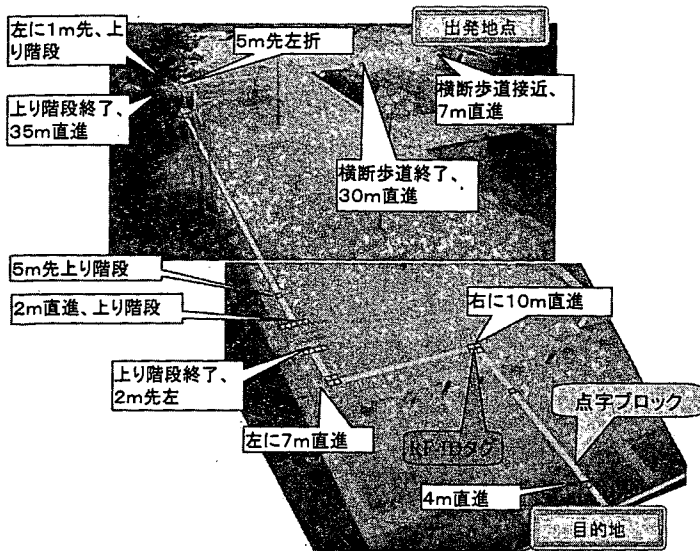 出発地点
左に1m先、上
り階段
5m先左折
横断歩道接近、
7m直進
上り階段終了、
35m直進
横断歩道終了、
30m直進
5m先上り階段
2m直進、上り階段
右に10m直進
上り階段終了、
2m先左
点字ブロック
左に7m直進
RF-IDタグ
4m直進
目的地